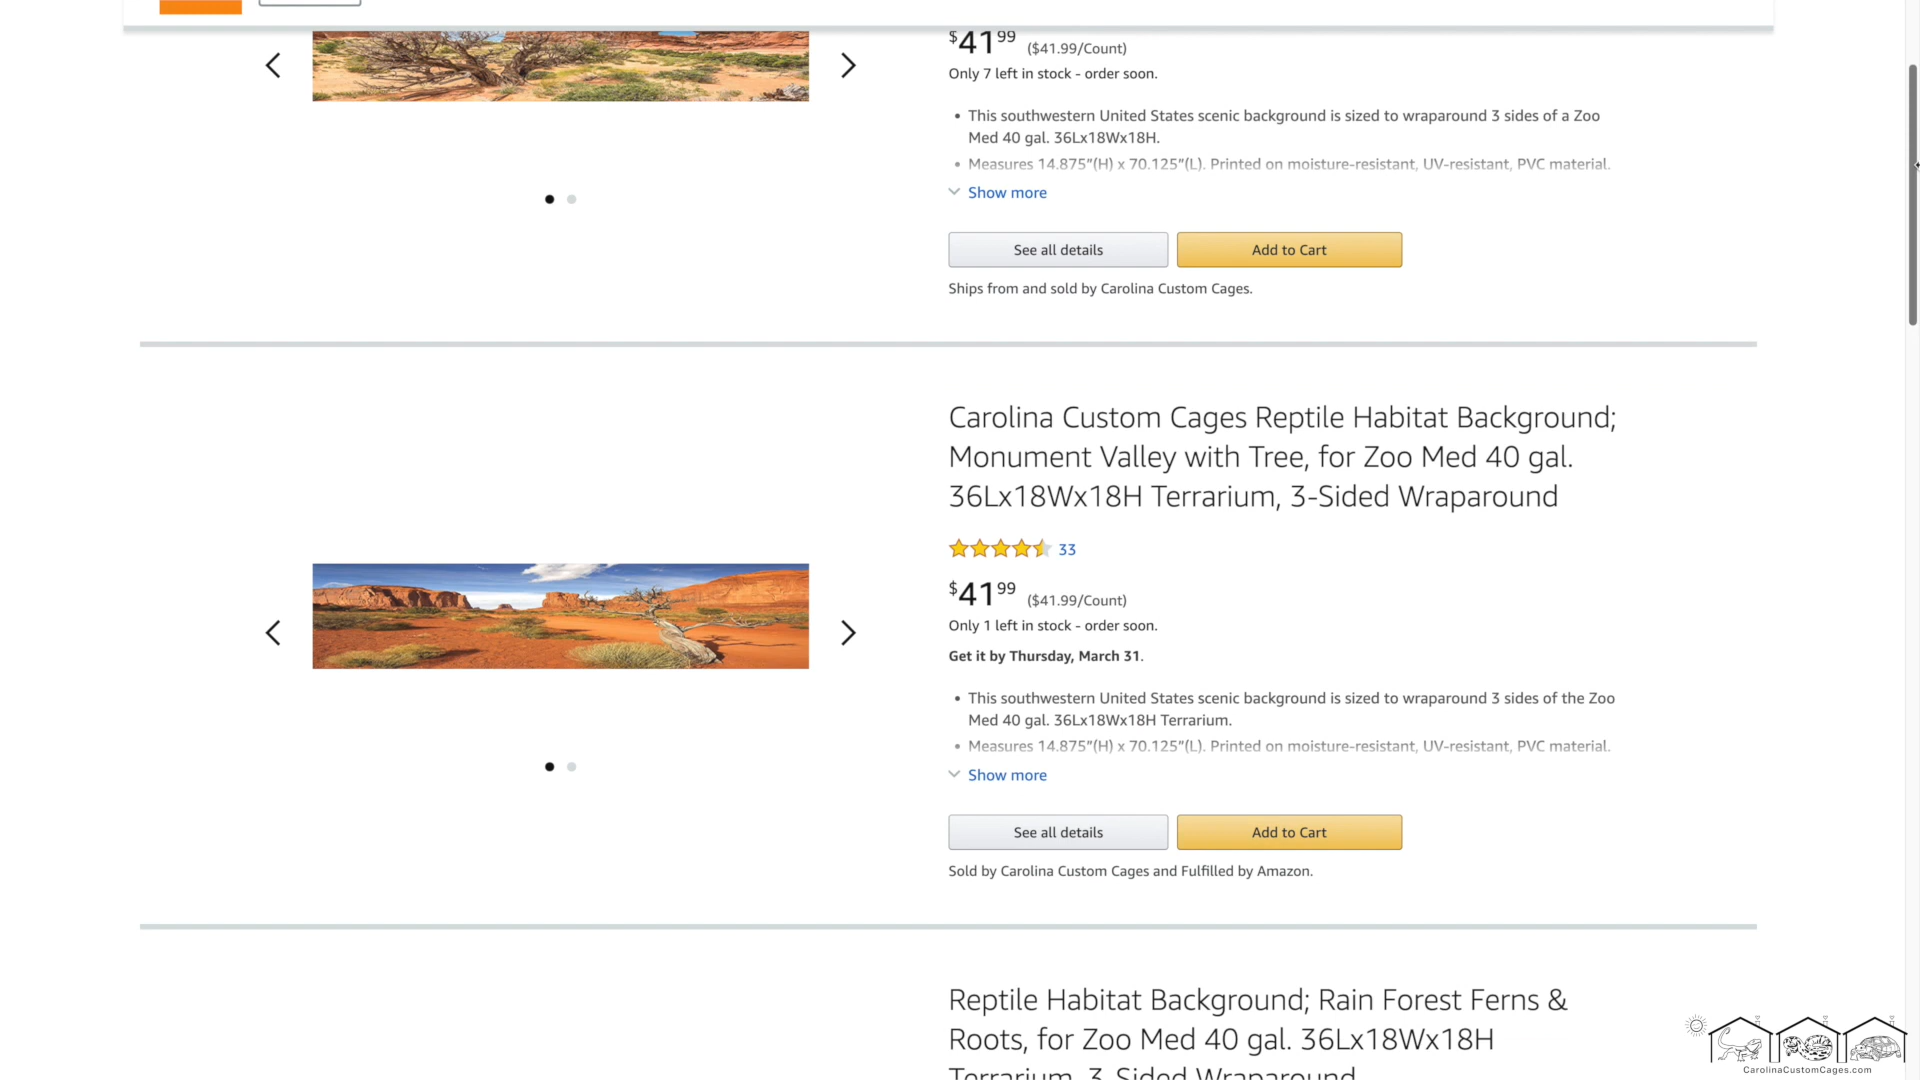 $41.99 ($41.99/Count)
Only 7 left in stock - order soon.
• This southwestern United States scenic background is sized to wraparound 3 sides of a Zoo
Med 40 gal. 36Lx18Wx18H.
• Measures 14.875”(H) x 70.125”(L). Printed on moisture-resistant, UV-resistant, PVC material.
Show more
See all details
Add to Cart
Ships from and sold by Carolina Custom Cages.
Carolina Custom Cages Reptile Habitat Background;
Monument Valley with Tree, for Zoo Med 40 gal.
36Lx18Wx18H Terrarium, 3-Sided Wraparound
33
$41.99 ($41.99/Count)
Only 1 left in stock - order soon.
Get it by Thursday, March 31.
• This southwestern United States scenic background is sized to wraparound 3 sides of the Zoo
Med 40 gal. 36Lx18Wx18H Terrarium.
• Measures 14.875”(H) x 70.125”(L). Printed on moisture-resistant, UV-resistant, PVC material.
Show more
See all details
Add to Cart
Sold by Carolina Custom Cages and Fulfilled by Amazon.
Reptile Habitat Background; Rain Forest Ferns &
Roots, for Zoo Med 40 gal. 36Lx18Wx18H
Terrarium, 3-Sided Wraparound
CarolinaCustomCages.com